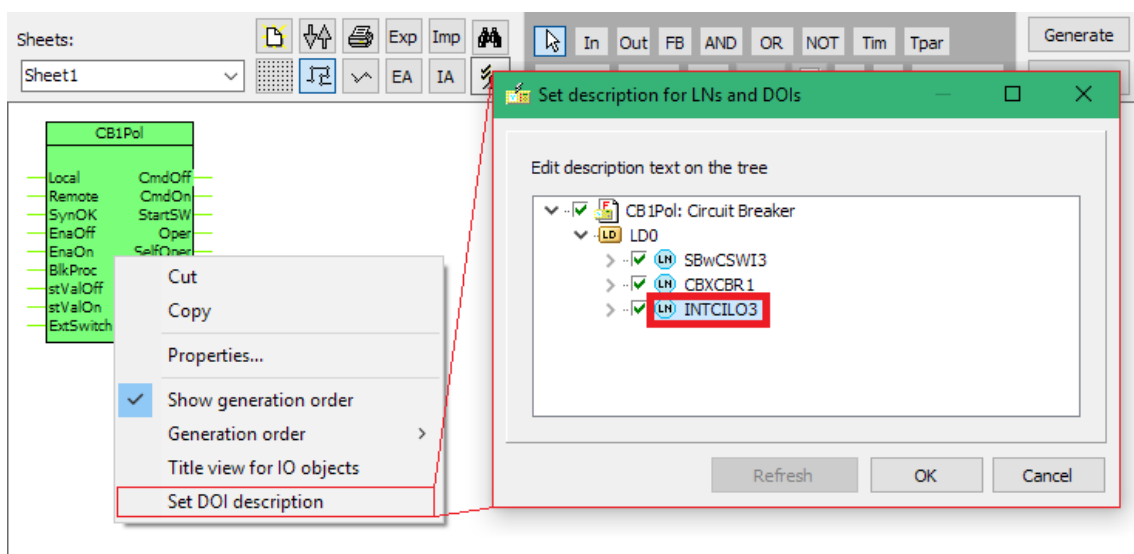 Sheets:
Exp Imp
In Out FB AND OR NOT Tim Tpar
Generate
Sheet1
EA IA
Set description for LNs and DOIs
CB1Pol
Local CmdOff
Remote CmdOn
SynOK StartSW
EnaOff Oper
EnaOn SelfOper
BlkProc
stValOff
stValOn
ExtSwitch
Cut
Copy
Properties...
Show generation order
Generation order
Title view for IO objects
Set DOI description
Edit description text on the tree
CB1Pol: Circuit Breaker
LD LD0
LN SBwCSWI3
LN CBXCBR1
LN INTCILO3
Refresh OK Cancel